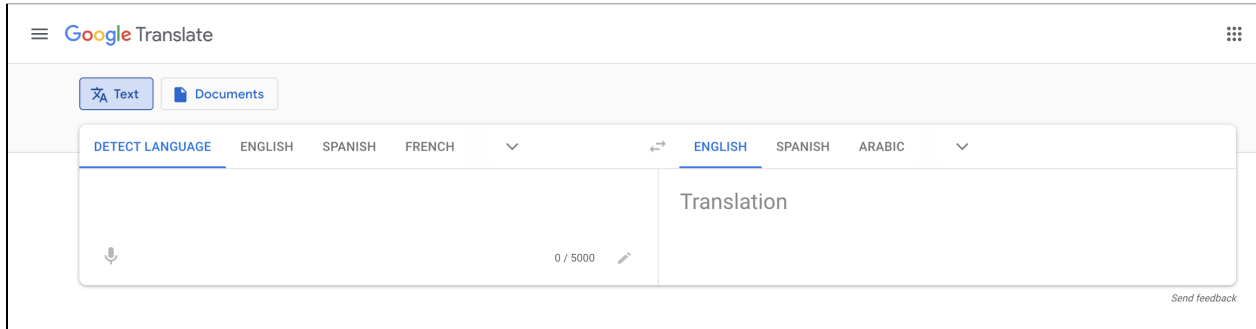 Google Translate
Text Documents
DETECT LANGUAGE ENGLISH SPANISH FRENCH ENGLISH SPANISH ARABIC
Translation
0 / 5000
Send feedback